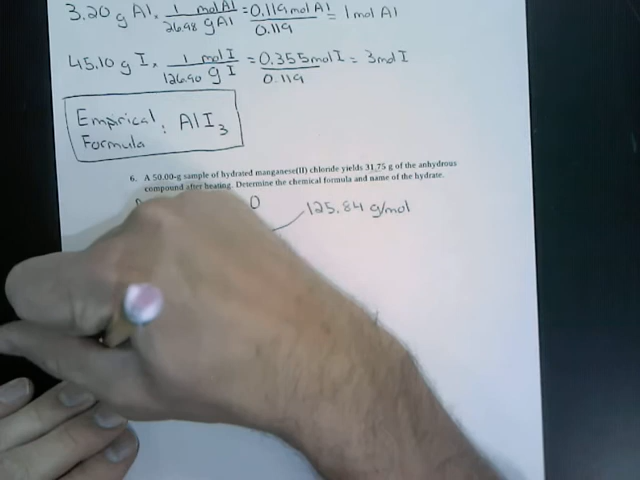 3.20 g Al × 1 mol Al / 26.98 g Al = 0.119 mol Al / 0.119 = 1 mol Al
45.10 g I × 1 mol I / 126.90 g I = 0.355 mol I / 0.119 = 3 mol I
Empirical
Formula : AlI3
6. A 50.00-g sample of hydrated manganese(II) chloride yields 31.75 g of the anhydrous
compound after heating. Determine the chemical formula and name of the hydrate.
O 125.84 g/mol